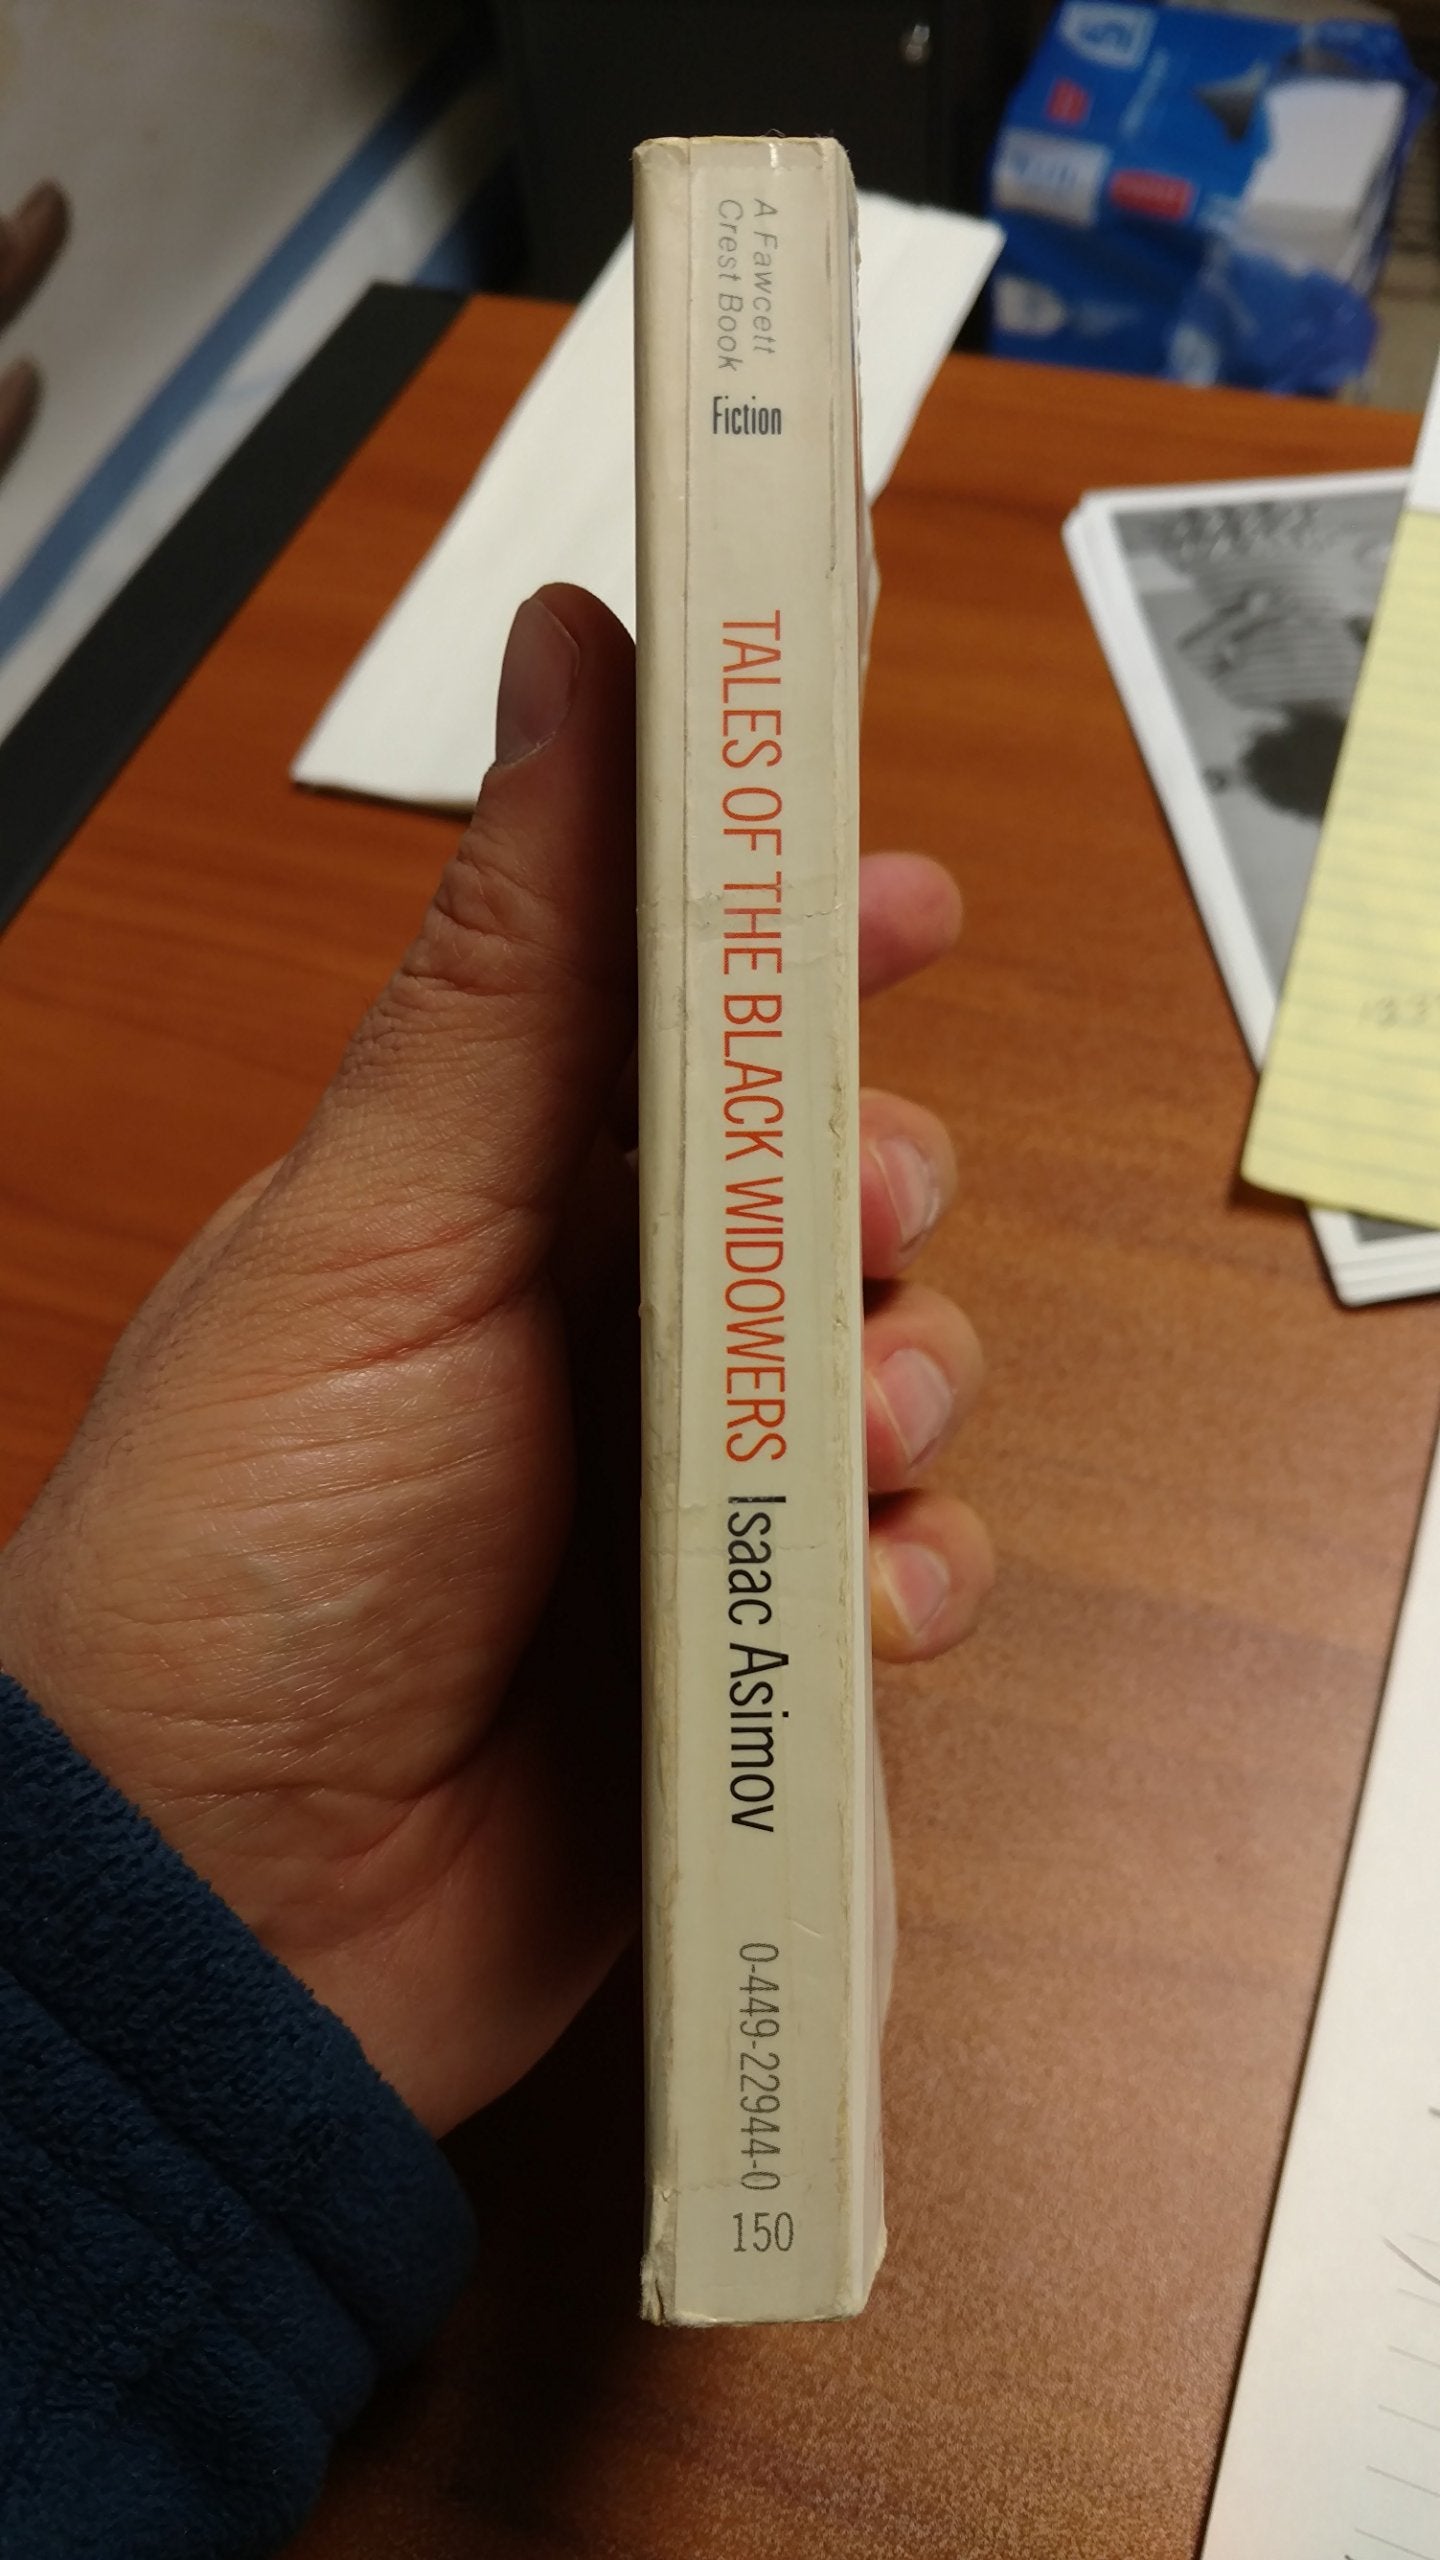 A Fawcett
Crest Book
Fiction
TALES OF THE BLACK WIDOWERS Isaac Asimov
0-449-22944-0
150